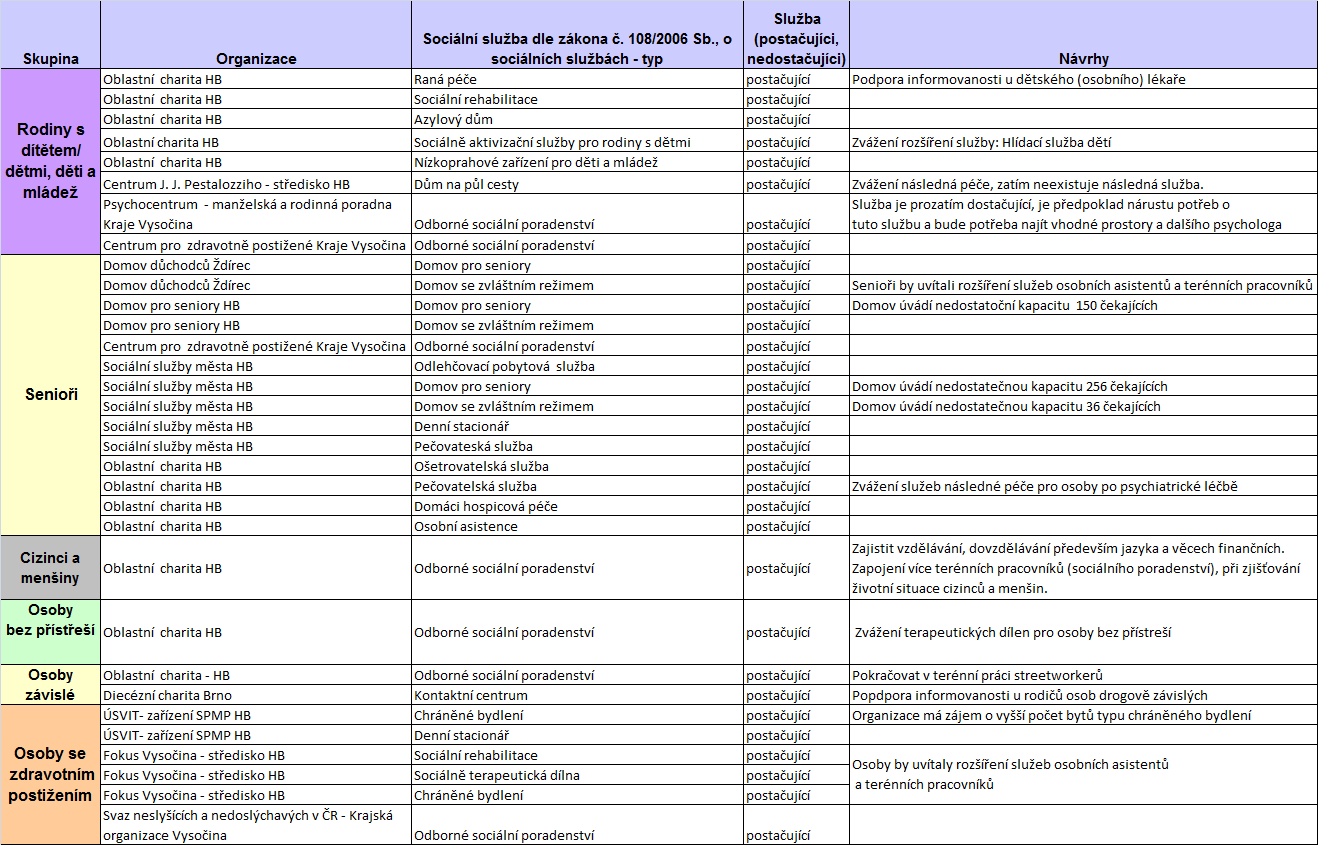 Skupina Organizace Sociální služba dle zákona č. 108/2006 Sb., o sociálních službách - typ Služba (postačujíci, nedostačujíci) Návrhy
Rodiny s
dítětem/
dětmi, děti a
mládež
Oblastní charita HB Raná péče postačující Podpora informovanosti u dětského (osobního) lékaře
Oblastní charita HB Sociální rehabilitace postačující
Oblastní charita HB Azylový dům postačující
Oblastní charita HB Sociálně aktivizační služby pro rodiny s dětmi postačující Zvážení rozšíření služby: Hlídací služba dětí
Oblastní charita HB Nízkoprahové zařízení pro děti a mládež postačující
Centrum J. J. Pestalozziho - středisko HB Dům na půl cesty postačující Zvážení následná péče, zatím neexistuje následná služba.
Psychocentrum - manželská a rodinná poradna Služba je prozatím dostačující, je předpoklad nárustu potřeb o
Kraje Vysočina Odborné sociální poradenství postačující tuto službu a bude potřeba najít vhodné prostory a dalšího psychologa
Centrum pro zdravotně postižené Kraje Vysočina Odborné sociální poradenství postačující
Senioři
Domov důchodců Ždírec Domov pro seniory postačující
Domov důchodců Ždírec Domov se zvláštním režimem postačující Senioři by uvítali rozšíření služeb osobních asistentů a terénních pracovníků
Domov pro seniory HB Domov pro seniory postačující Domov úvádí nedostatoční kapacitu 150 čekajících
Domov pro seniory HB Domov se zvláštním režimem postačující
Centrum pro zdravotně postižené Kraje Vysočina Odborné sociální poradenství postačující
Sociální služby města HB Odlehčovací pobytová služba postačující
Sociální služby města HB Domov pro seniory postačující Domov úvádí nedostatečnou kapacitu 256 čekajících
Sociální služby města HB Domov se zvláštním režimem postačující Domov úvádí nedostatečnou kapacitu 36 čekajících
Sociální služby města HB Denní stacionář postačující
Sociální služby města HB Pečovateská služba postačující
Oblastní charita HB Ošetrovatelská služba postačující
Oblastní charita HB Pečovatelská služba postačující Zvážení služeb následné péče pro osoby po psychiatrické léčbě
Oblastní charita HB Domáci hospicová péče postačující
Oblastní charita HB Osobní asistence postačující
Cizinci a
menšiny
Zajistit vzdělávání, dovzdělávání především jazyka a věcech finančních.
Oblastní charita HB Odborné sociální poradenství postačující Zapojení více terénních pracovníků (sociálního poradenství), při zjišťování
životní situace cizinců a menšin.
Osoby
bez přístřeší
Oblastní charita HB Odborné sociální poradenství postačující Zvážení terapeutických dílen pro osoby bez přístreší
Osoby
závislé
Oblastní charita - HB Odborné sociální poradenství postačující Pokračovat v terénní práci streetworkerů
Diecézní charita Brno Kontaktní centrum postačující Popdpora informovanosti u rodičů osob drogově závislých
Osoby se
zdravotním
postižením
ÚSVIT- zařízení SPMP HB Chráněné bydlení postačující Organizace má zájem o vyšší počet bytů typu chráněného bydlení
ÚSVIT- zařízení SPMP HB Denní stacionář postačující
Fokus Vysočina - středisko HB Sociální rehabilitace postačující
Osoby by uvítaly rozšíření služeb osobních asistentů
Fokus Vysočina - středisko HB Sociálně terapeutická dílna postačující
a terénních pracovníků
Fokus Vysočina - středisko HB Chráněné bydlení postačující
Svaz neslyšících a nedoslýchavých v ČR - Krajská
organizace Vysočina Odborné sociální poradenství postačující